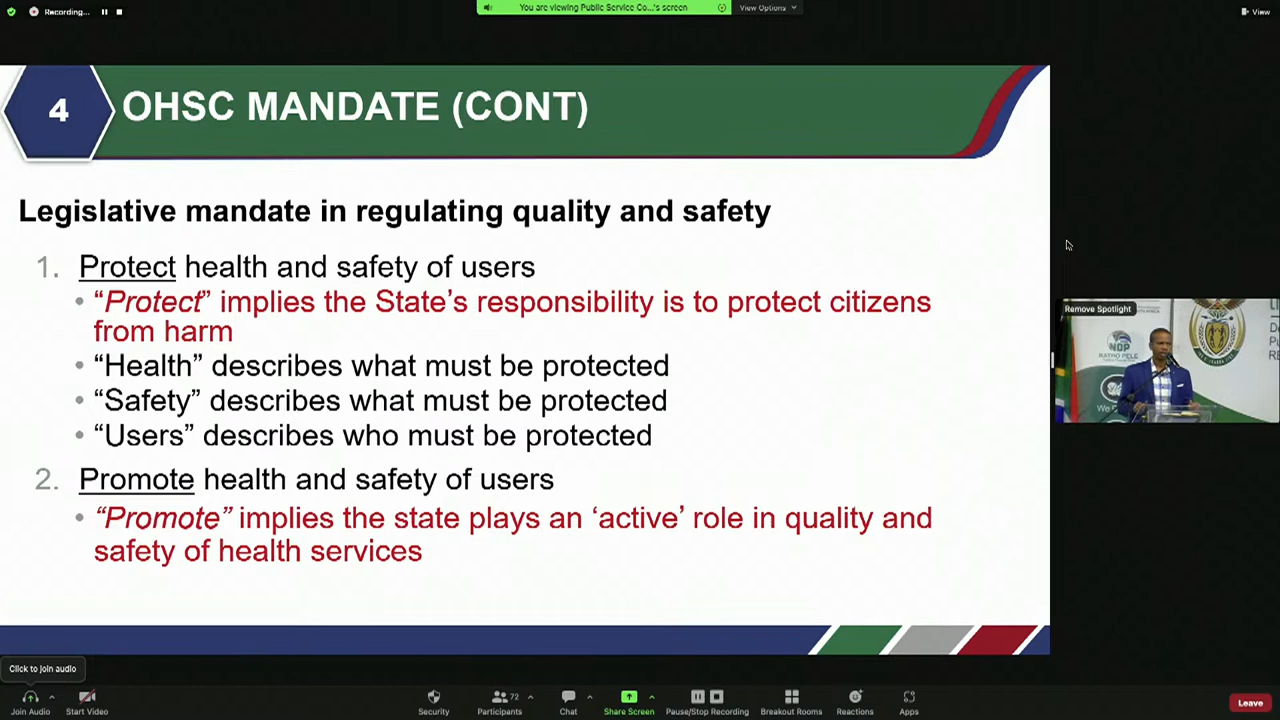 Recording...
You are viewing Public Service Co...'s screen
View Options
View
4
OHSC MANDATE (CONT)
Legislative mandate in regulating quality and safety
1. Protect health and safety of users
• “Protect” implies the State’s responsibility is to protect citizens
from harm
• “Health” describes what must be protected
• “Safety” describes what must be protected
• “Users” describes who must be protected
2. Promote health and safety of users
• “Promote” implies the state plays an ‘active’ role in quality and
safety of health services
Remove Spotlight
NDP
Click to join audio
Join Audio
Start Video
Security
72
Participants
Chat
Share Screen
Pause/Stop Recording
Breakout Rooms
Reactions
Apps
Leave